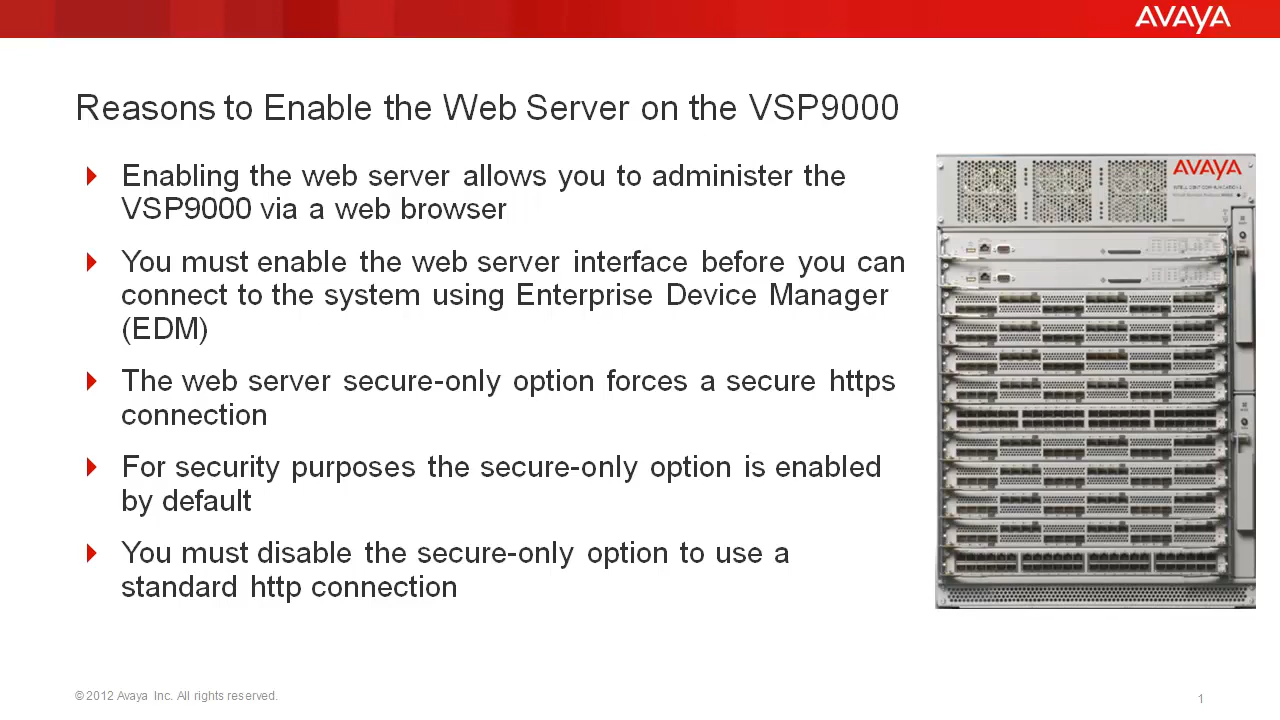 AVAYA
Reasons to Enable the Web Server on the VSP9000
Enabling the web server allows you to administer the
VSP9000 via a web browser
You must enable the web server interface before you can
connect to the system using Enterprise Device Manager
(EDM)
The web server secure-only option forces a secure https
connection
For security purposes the secure-only option is enabled
by default
You must disable the secure-only option to use a
standard http connection
AVAYA
© 2012 Avaya Inc. All rights reserved.
1